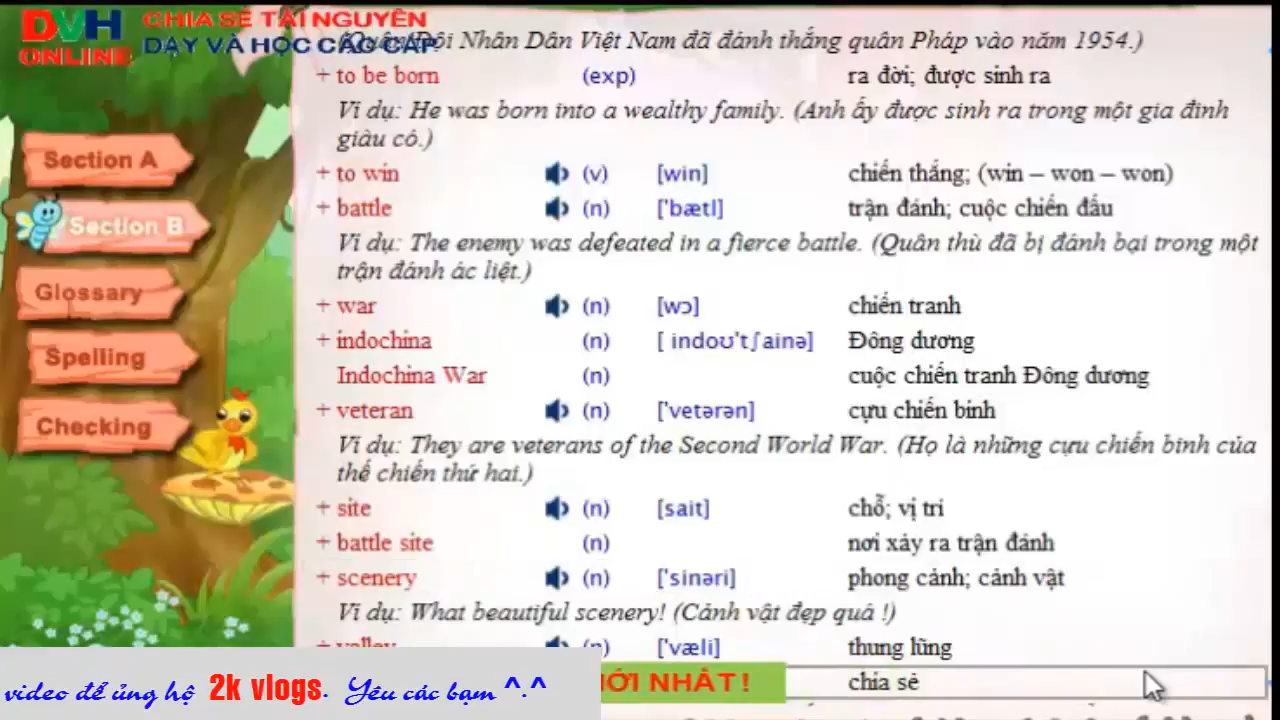 DVH ONLINE
CHIA SẺ TÀI NGUYÊN
DẠY VÀ HỌC CÁC CẤP
Đội Nhân Dân Việt Nam đã đánh thắng quân Pháp vào năm 1954.)
+ to be born (exp) ra đời; được sinh ra
Ví dụ: He was born into a wealthy family. (Anh ấy được sinh ra trong một gia đình
giàu có.)
+ to win (v) [win] chiến thắng; (win – won – won)
+ battle (n) ['bætl] trận đánh; cuộc chiến đấu
Ví dụ: The enemy was defeated in a fierce battle. (Quân thù đã bị đánh bại trong một
trận đánh ác liệt.)
+ war (n) [wɔ] chiến tranh
+ indochina (n) [ indoʊ'tʃainə] Đông dương
Indochina War (n) cuộc chiến tranh Đông dương
+ veteran (n) ['vetərən] cựu chiến binh
Ví dụ: They are veterans of the Second World War. (Họ là những cựu chiến binh của
thế chiến thứ hai.)
+ site (n) [sait] chỗ; vị trí
+ battle site (n) nơi xảy ra trận đánh
+ scenery (n) ['sinəri] phong cảnh; cảnh vật
Ví dụ: What beautiful scenery! (Cảnh vật đẹp quá !)
+ valley (n) ['væli] thung lũng
chia sẻ
Section A
Section B
Glossary
Spelling
Checking
video để ủng hộ 2k vlogs. Yêu các bạm ^.^
NHẤT!